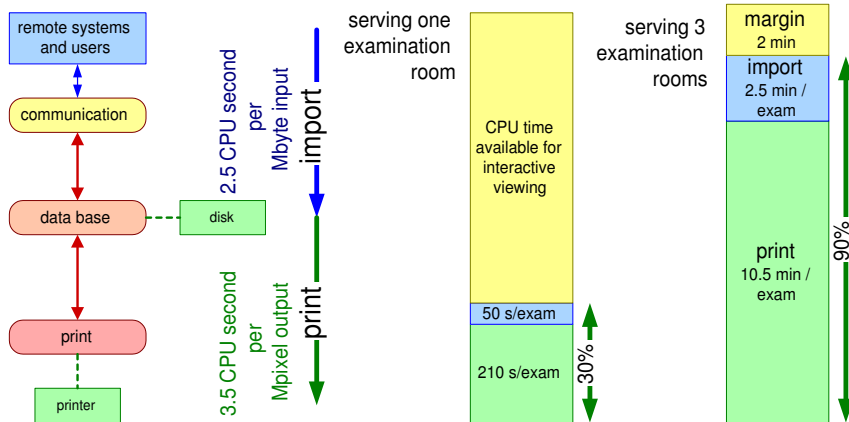 remote systems
and users
communication
data base
disk
print
printer
2.5 CPU second
per
Mbyte input
import
3.5 CPU second
per
Mpixel output
print
serving one
examination
room
CPU time
available for
interactive
viewing
50 s/exam
210 s/exam
30%
serving 3
examination
rooms
margin
2 min
import
2.5 min /
exam
print
10.5 min /
exam
90%